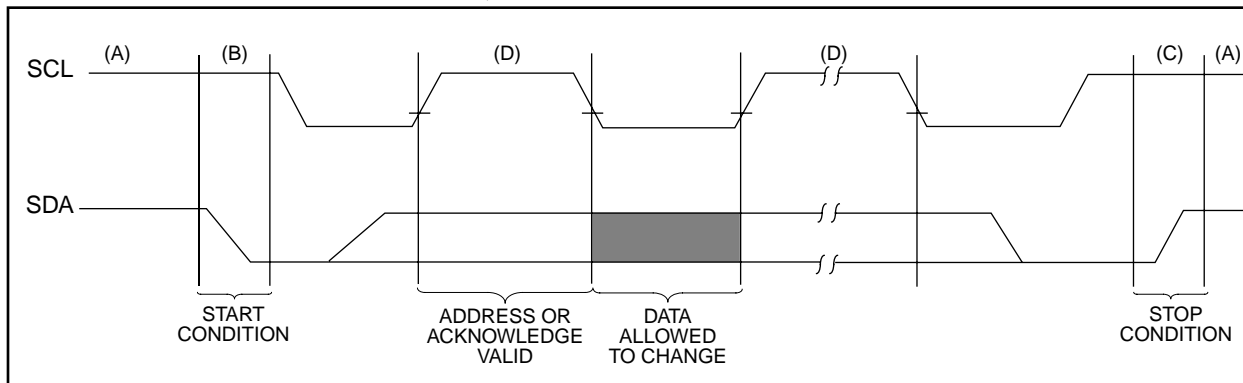 (A) (B) (D) (D) (C) (A)
SCL
SDA
START
CONDITION
ADDRESS OR
ACKNOWLEDGE
VALID
DATA
ALLOWED
TO CHANGE
STOP
CONDITION